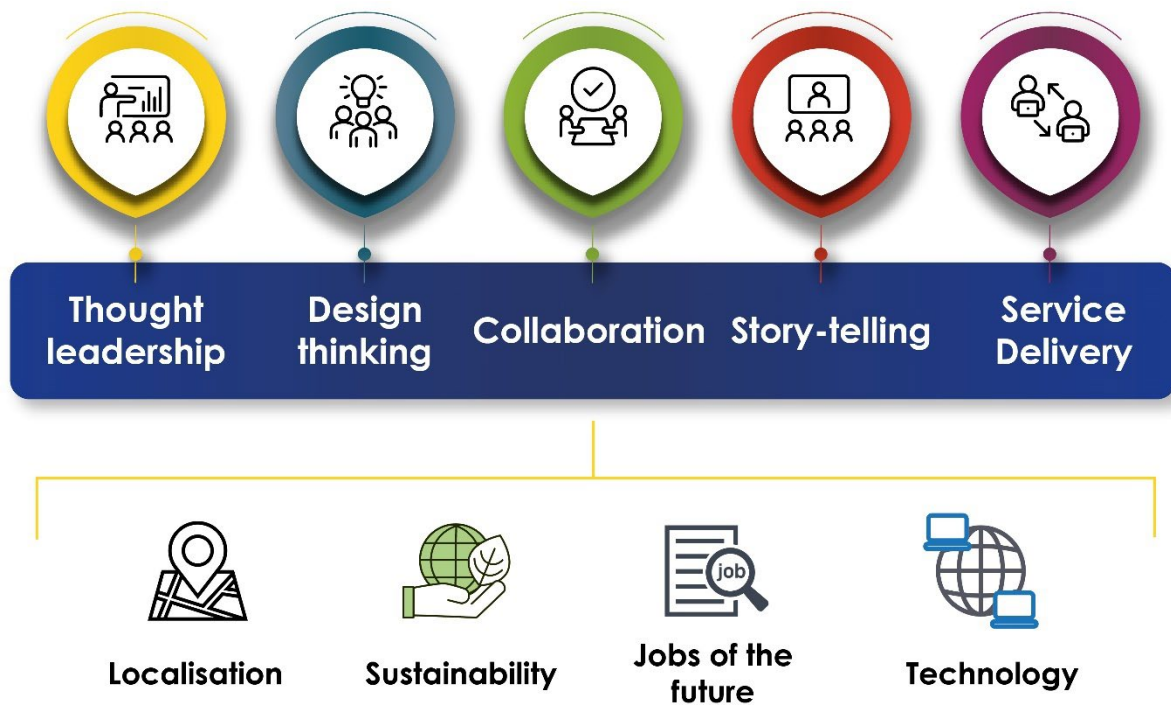 Thought
leadership
Design
thinking
Collaboration
Story-telling
Service
Delivery
Localisation
Sustainability
job
Jobs of the
future
Technology